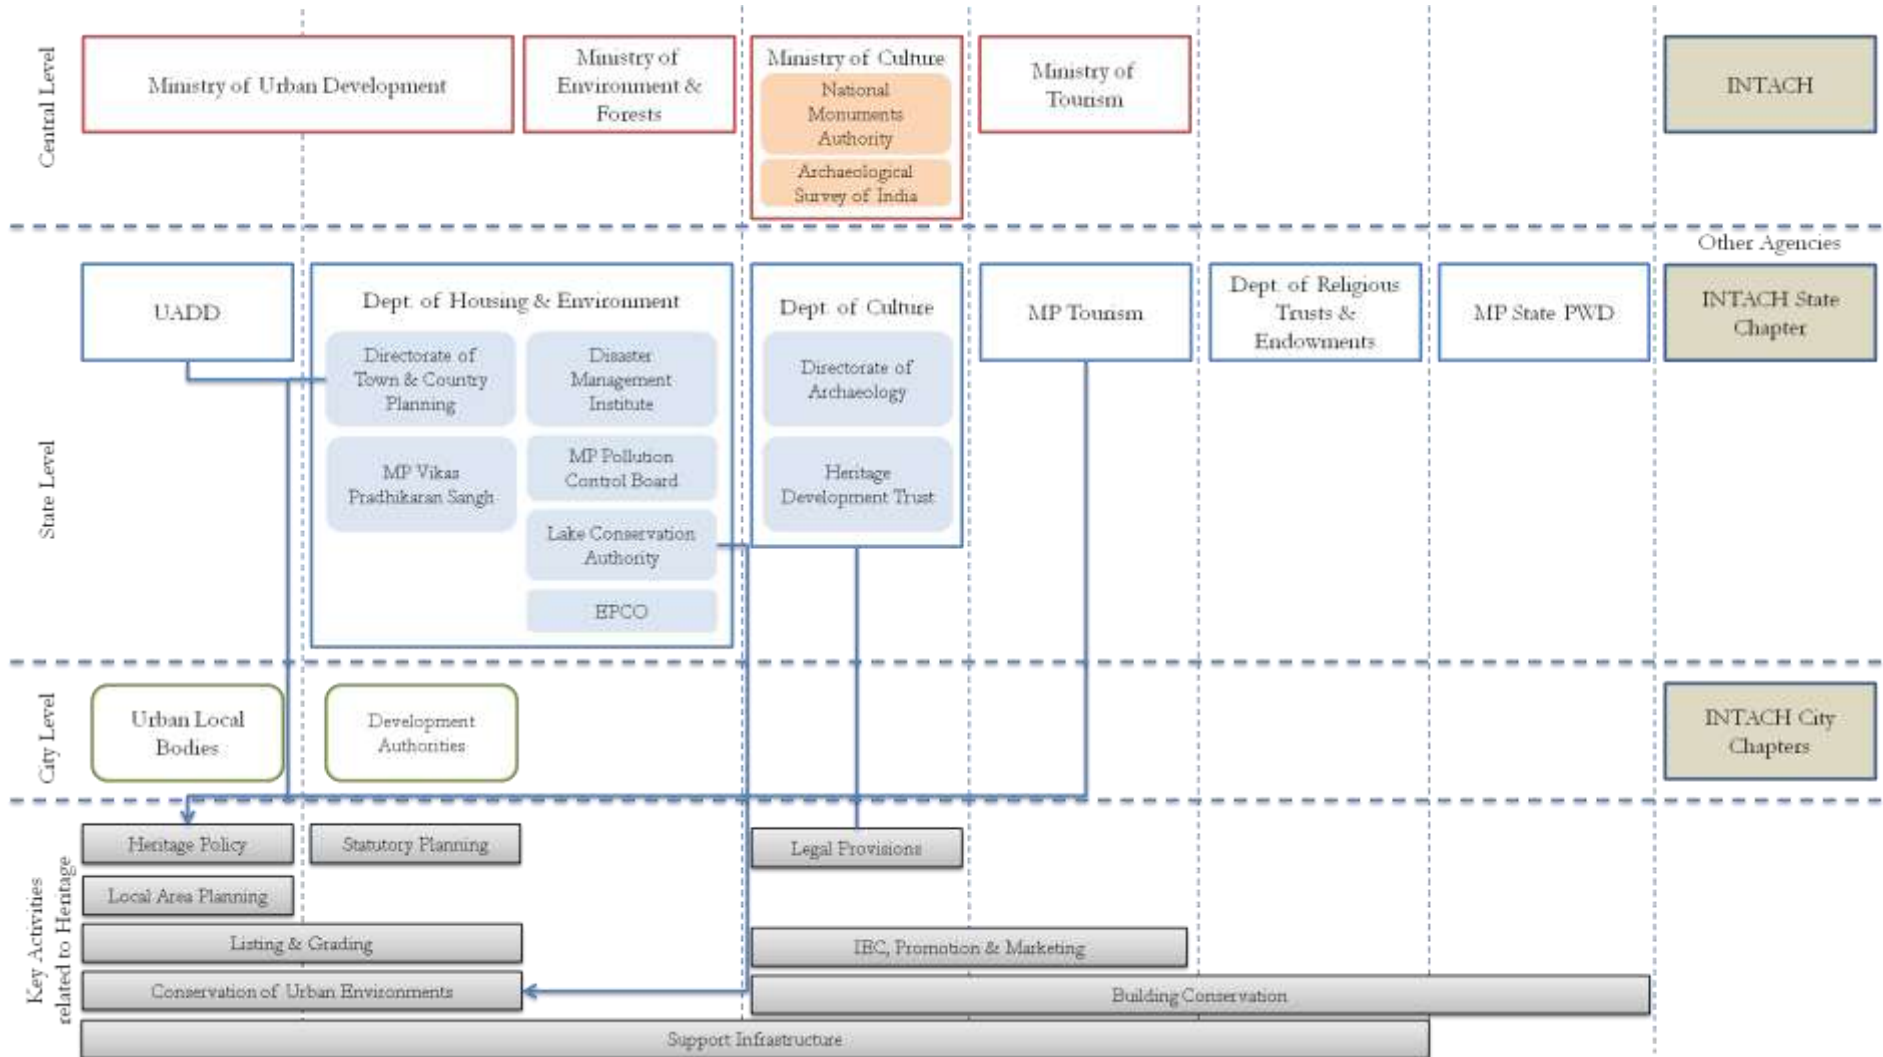 Central Level
Ministry of Urban Development
Ministry of
Environment &
Forests
Ministry of Culture
National
Monuments
Authority
Archaeological
Survey of India
Ministry of
Tourism
INTACH
Other Agencies
State Level
UADD
Dept. of Housing & Environment
Directorate of
Town & Country
Planning
Disaster
Management
Institute
MP Vikas
Pradhikaran Sangh
MP Pollution
Control Board
Lake Conservation
Authority
EPCO
Dept. of Culture
Directorate of
Archaeology
Heritage
Development Trust
MP Tourism
Dept. of Religious
Trusts &
Endowments
MP State PWD
INTACH State
Chapter
City Level
Urban Local
Bodies
Development
Authorities
INTACH City
Chapters
Key Activities
related to Heritage
Heritage Policy
Statutory Planning
Legal Provisions
Local Area Planning
Listing & Grading
IEC, Promotion & Marketing
Conservation of Urban Environments
Building Conservation
Support Infrastructure